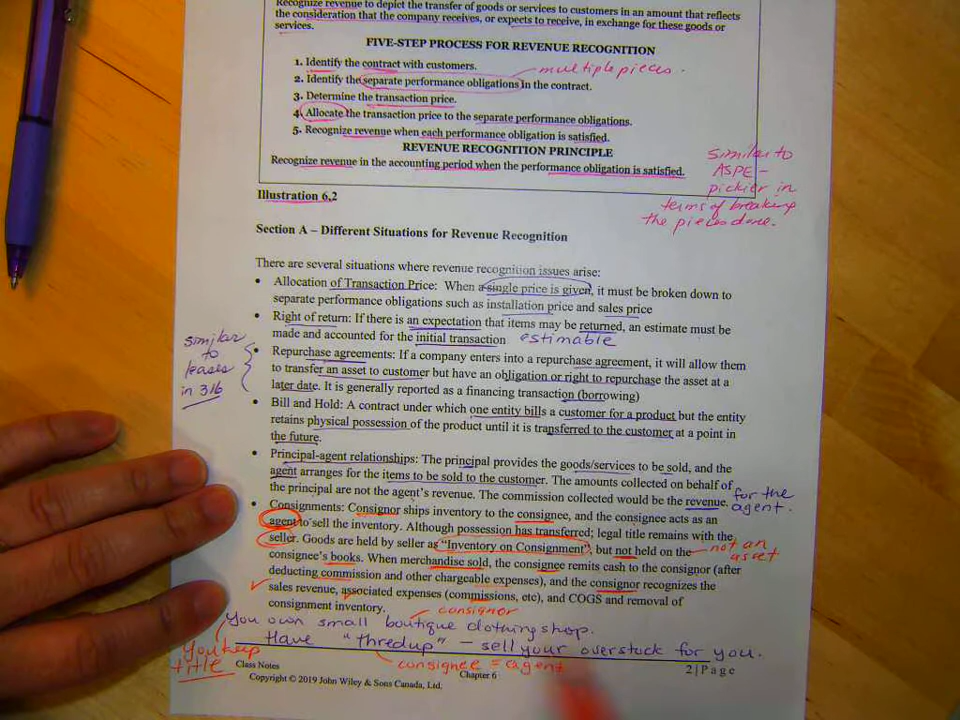 Recognize revenue to depict the transfer of goods or services to customers in an amount that reflects
the consideration that the company receives, or expects to receive, in exchange for these goods or
services.
FIVE-STEP PROCESS FOR REVENUE RECOGNITION
1. Identify the contract with customers.
multiple pieces.
2. Identify the separate performance obligations in the contract.
3. Determine the transaction price.
4. Allocate the transaction price to the separate performance obligations.
5. Recognize revenue when each performance obligation is satisfied.
REVENUE RECOGNITION PRINCIPLE
Recognize revenue in the accounting period when the performance obligation is satisfied.
similar to
ASPE -
pickier in
terms of breaking
the pieces down.
Illustration 6.2
Section A – Different Situations for Revenue Recognition
There are several situations where revenue recognition issues arise:
• Allocation of Transaction Price: When a single price is given, it must be broken down to
separate performance obligations such as installation price and sales price
• Right of return: If there is an expectation that items may be returned, an estimate must be
made and accounted for the initial transaction estimable
similar
to
leases
in 316
• Repurchase agreements: If a company enters into a repurchase agreement, it will allow them
to transfer an asset to customer but have an obligation or right to repurchase the asset at a
later date. It is generally reported as a financing transaction (borrowing)
• Bill and Hold: A contract under which one entity bills a customer for a product but the entity
retains physical possession of the product until it is transferred to the customer at a point in
the future.
• Principal-agent relationships: The principal provides the goods/services to be sold, and the
agent arranges for the items to be sold to the customer. The amounts collected on behalf of
the principal are not the agent's revenue. The commission collected would be the revenue.
for the
agent.
• Consignments: Consignor ships inventory to the consignee, and the consignee acts as an
agent to sell the inventory. Although possession has transferred; legal title remains with the
seller. Goods are held by seller as "Inventory on Consignment", but not held on the
not an
asset
consignee's books. When merchandise sold, the consignee remits cash to the consignor (after
deducting commission and other chargeable expenses), and the consignor recognizes the
sales revenue, associated expenses (commissions, etc), and COGS and removal of
consignment inventory.
consignor
You own small boutique clothing shop.
Have "thredup" - sell your overstock for you.
You keep
title
consignee = agent
Class Notes
Chapter 6
2 | Page
Copyright © 2019 John Wiley & Sons Canada, Ltd.